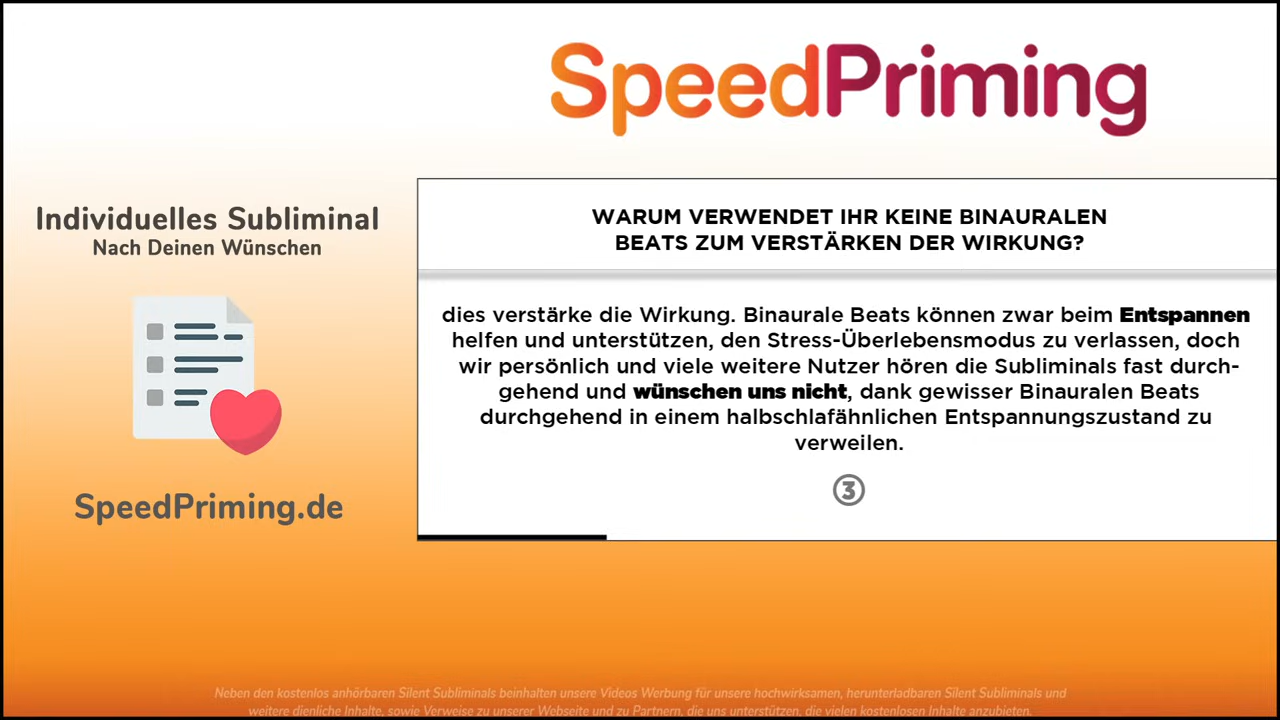 SpeedPriming
Individuelles Subliminal
Nach Deinen Wünschen
SpeedPriming.de
WARUM VERWENDET IHR KEINE BINAURALEN
BEATS ZUM VERSTÄRKEN DER WIRKUNG?
dies verstärke die Wirkung. Binaurale Beats können zwar beim Entspannen
helfen und unterstützen, den Stress-Überlebensmodus zu verlassen, doch
wir persönlich und viele weitere Nutzer hören die Subliminals fast durch-
gehend und wünschen uns nicht, dank gewisser Binauralen Beats
durchgehend in einem halbschlafähnlichen Entspannungszustand zu
verweilen.
③
Neben den kostenlos anhörbaren Silent Subliminals beinhalten unsere Videos Werbung für unsere hochwirksamen, herunterladbaren Silent Subliminals und
weitere dienliche Inhalte, sowie Verweise zu unserer Webseite und zu Partnern, die uns unterstützen, die vielen kostenlosen Inhalte anzubieten.